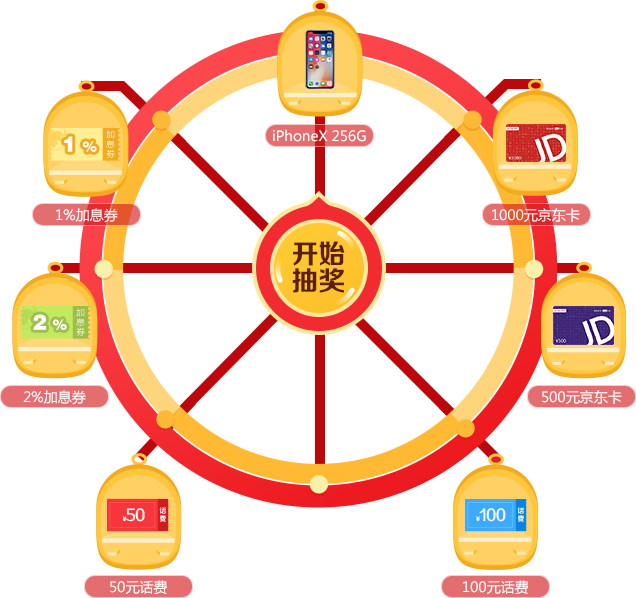 iPhoneX 256G
1%
加息券
1%加息券
¥1000
JD
1000元京东卡
开始
抽奖
2%
加息券
2%加息券
¥500
JD
500元京东卡
¥50
话费
50元话费
¥100
话费
100元话费